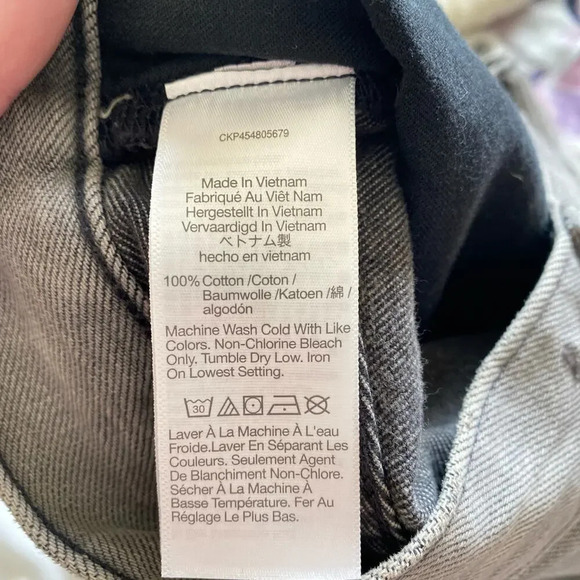 CKP454805679
Made In Vietnam
Fabriqué Au Viêt Nam
Hergestellt In Vietnam
Vervaardigd In Vietnam
ベトナム製
hecho en vietnam
100% Cotton /Coton /
Baumwolle /Katoen /綿 /
algodón
Machine Wash Cold With Like
Colors. Non-Chlorine Bleach
Only. Tumble Dry Low. Iron
On Lowest Setting.
30
Laver À La Machine À L'eau
Froide.Laver En Séparant Les
Couleurs. Seulement Agent
De Blanchiment Non-Chlore.
Sécher À La Machine À
Basse Température. Fer Au
Réglage Le Plus Bas.